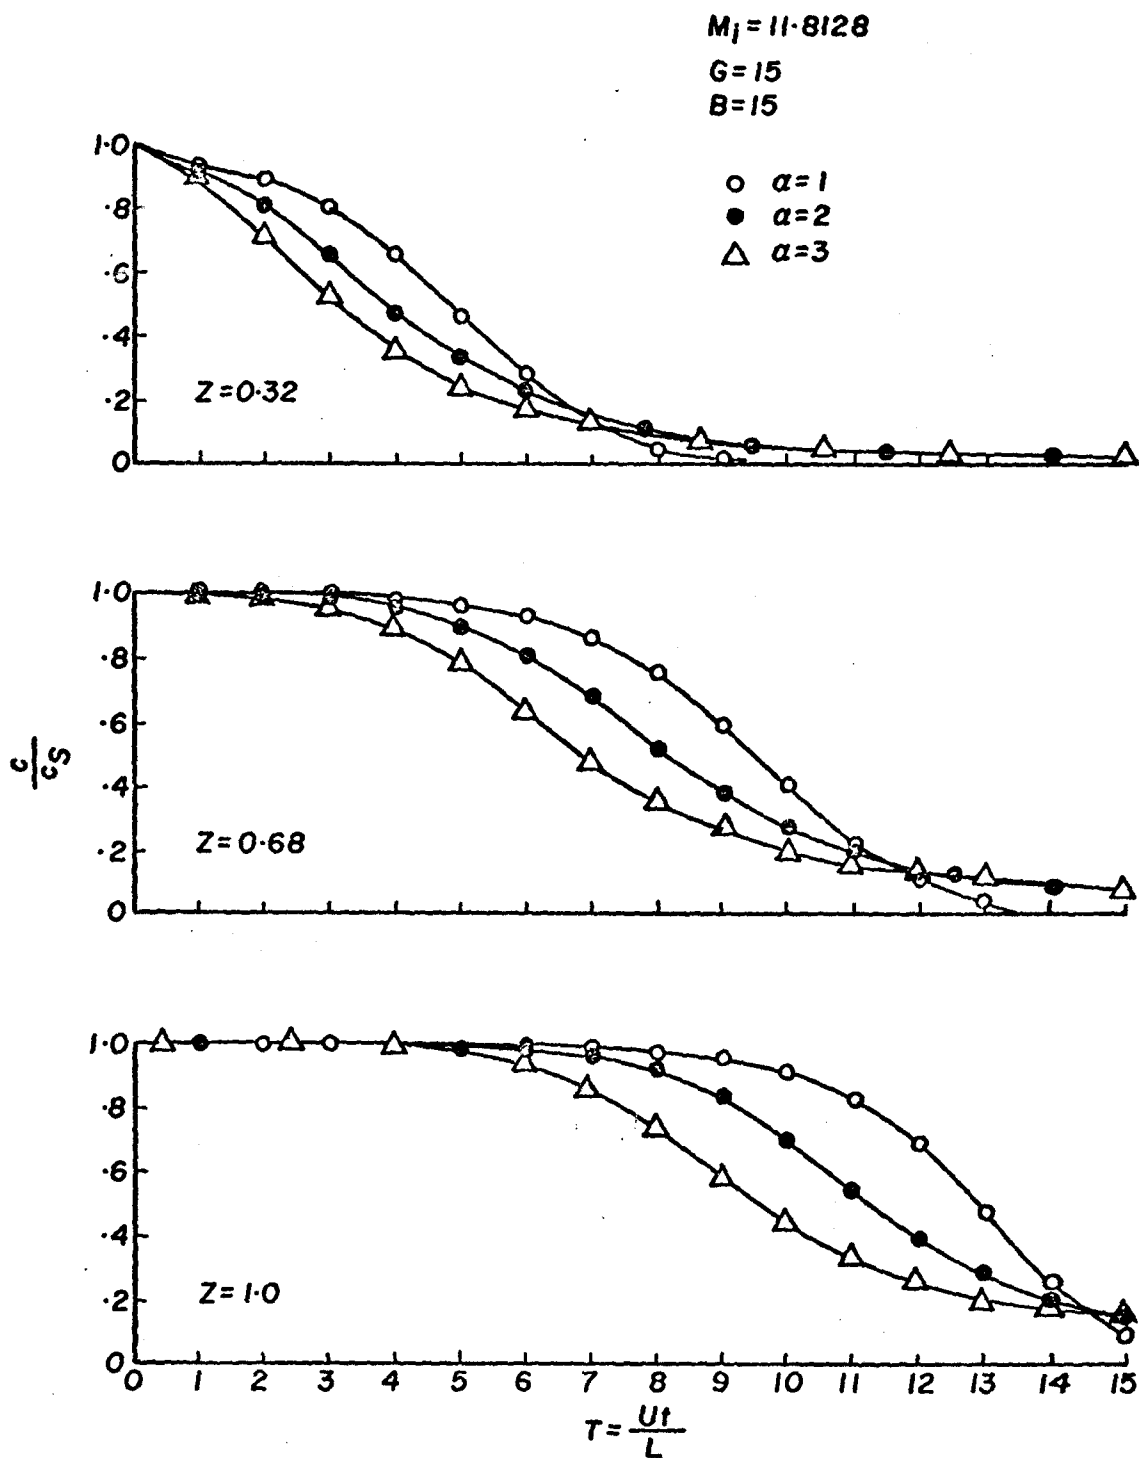 Mi = 11·8128
G = 15
B = 15
α = 1
α = 2
α = 3
1·0
·8
·6
·4
·2
0
Z = 0·32
1·0
·8
·6
·4
·2
0
Z = 0·68
c/cS
1·0
·8
·6
·4
·2
0
Z = 1·0
0 1 2 3 4 5 6 7 8 9 10 11 12 13 14 15
T = Ut/L